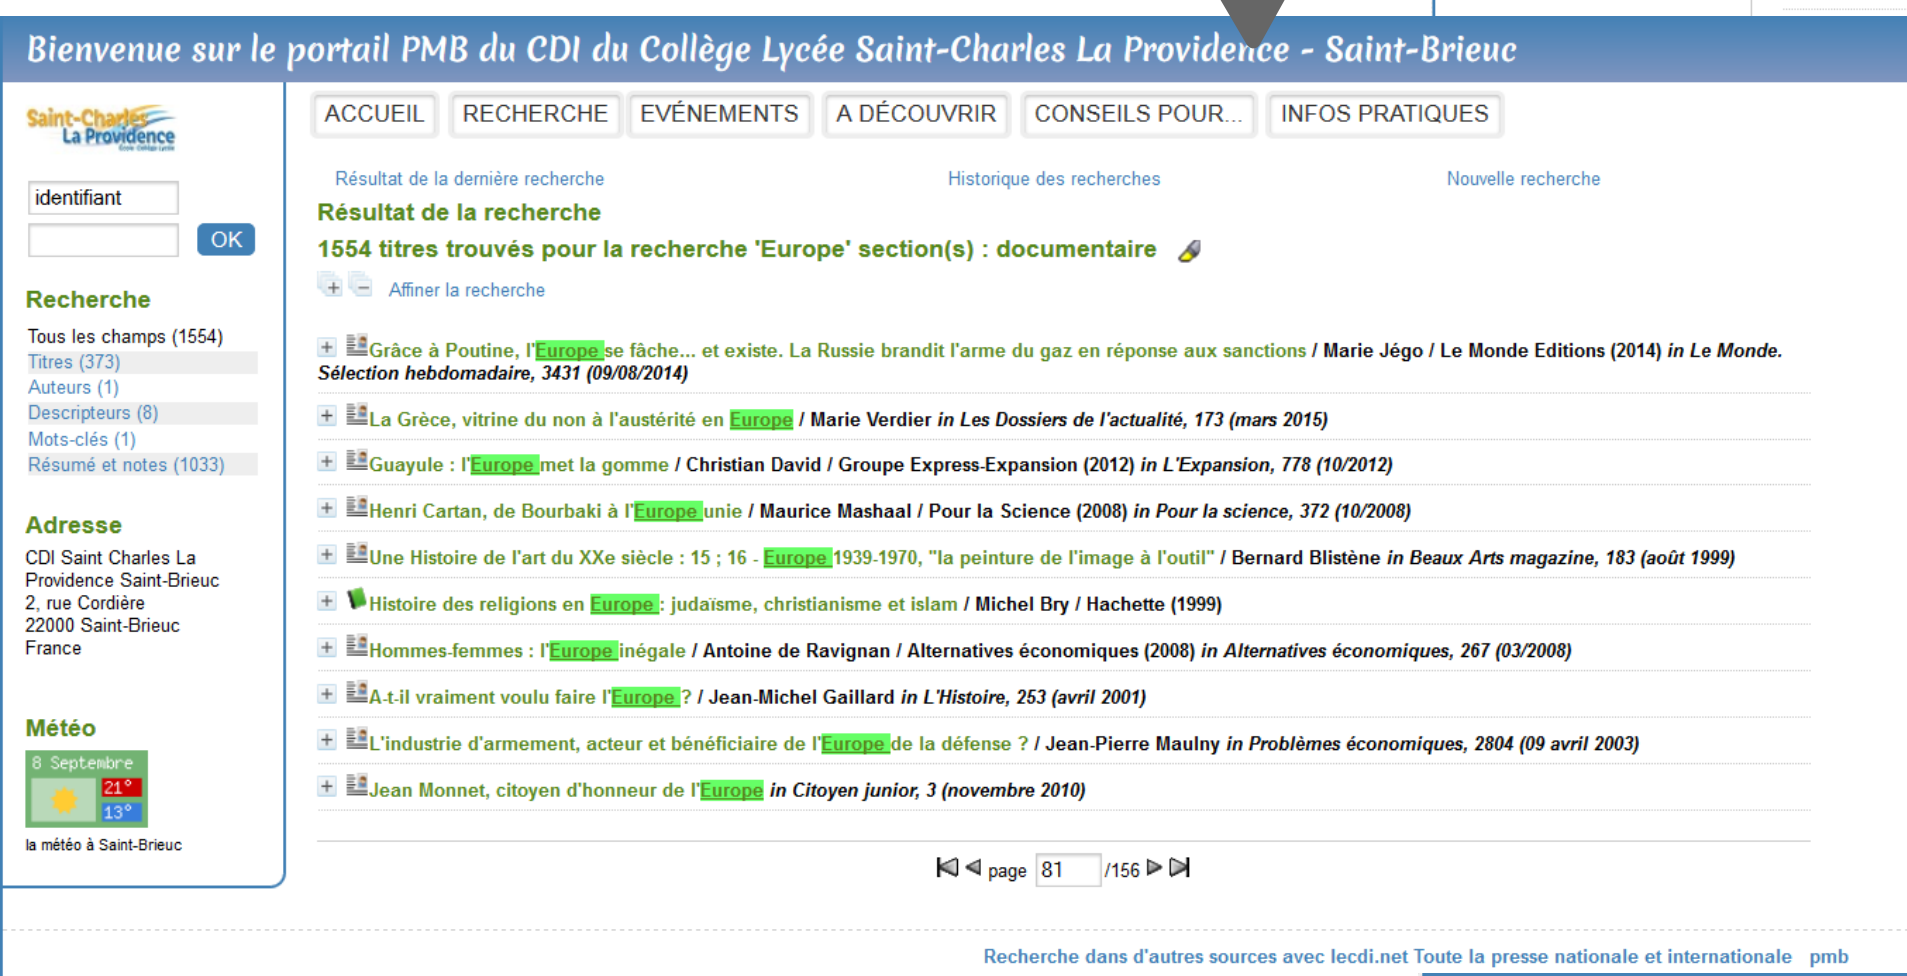 Bienvenue sur le portail PMB du CDI du Collège Lycée Saint-Charles La Providence - Saint-Brieuc
Saint-Charles
La Providence
École Collège Lycée
identifiant
OK
Recherche
Tous les champs (1554)
Titres (373)
Auteurs (1)
Descripteurs (8)
Mots-clés (1)
Résumé et notes (1033)
Adresse
CDI Saint Charles La
Providence Saint-Brieuc
2, rue Cordière
22000 Saint-Brieuc
France
Météo
8 Septembre
21°
13°
la météo à Saint-Brieuc
ACCUEIL RECHERCHE EVÉNEMENTS A DÉCOUVRIR CONSEILS POUR... INFOS PRATIQUES
Résultat de la dernière recherche Historique des recherches Nouvelle recherche
Résultat de la recherche
1554 titres trouvés pour la recherche 'Europe' section(s) : documentaire
Affiner la recherche
Grâce à Poutine, l'Europe se fâche... et existe. La Russie brandit l'arme du gaz en réponse aux sanctions / Marie Jégo / Le Monde Editions (2014) in Le Monde.
Sélection hebdomadaire, 3431 (09/08/2014)
La Grèce, vitrine du non à l'austérité en Europe / Marie Verdier in Les Dossiers de l'actualité, 173 (mars 2015)
Guayule : l'Europe met la gomme / Christian David / Groupe Express-Expansion (2012) in L'Expansion, 778 (10/2012)
Henri Cartan, de Bourbaki à l'Europe unie / Maurice Mashaal / Pour la Science (2008) in Pour la science, 372 (10/2008)
Une Histoire de l'art du XXe siècle : 15 ; 16 - Europe 1939-1970, "la peinture de l'image à l'outil" / Bernard Blistène in Beaux Arts magazine, 183 (août 1999)
Histoire des religions en Europe : judaïsme, christianisme et islam / Michel Bry / Hachette (1999)
Hommes-femmes : l'Europe inégale / Antoine de Ravignan / Alternatives économiques (2008) in Alternatives économiques, 267 (03/2008)
A-t-il vraiment voulu faire l'Europe ? / Jean-Michel Gaillard in L'Histoire, 253 (avril 2001)
L'industrie d'armement, acteur et bénéficiaire de l'Europe de la défense ? / Jean-Pierre Maulny in Problèmes économiques, 2804 (09 avril 2003)
Jean Monnet, citoyen d'honneur de l'Europe in Citoyen junior, 3 (novembre 2010)
page 81 /156
Recherche dans d'autres sources avec lecdi.net Toute la presse nationale et internationale pmb